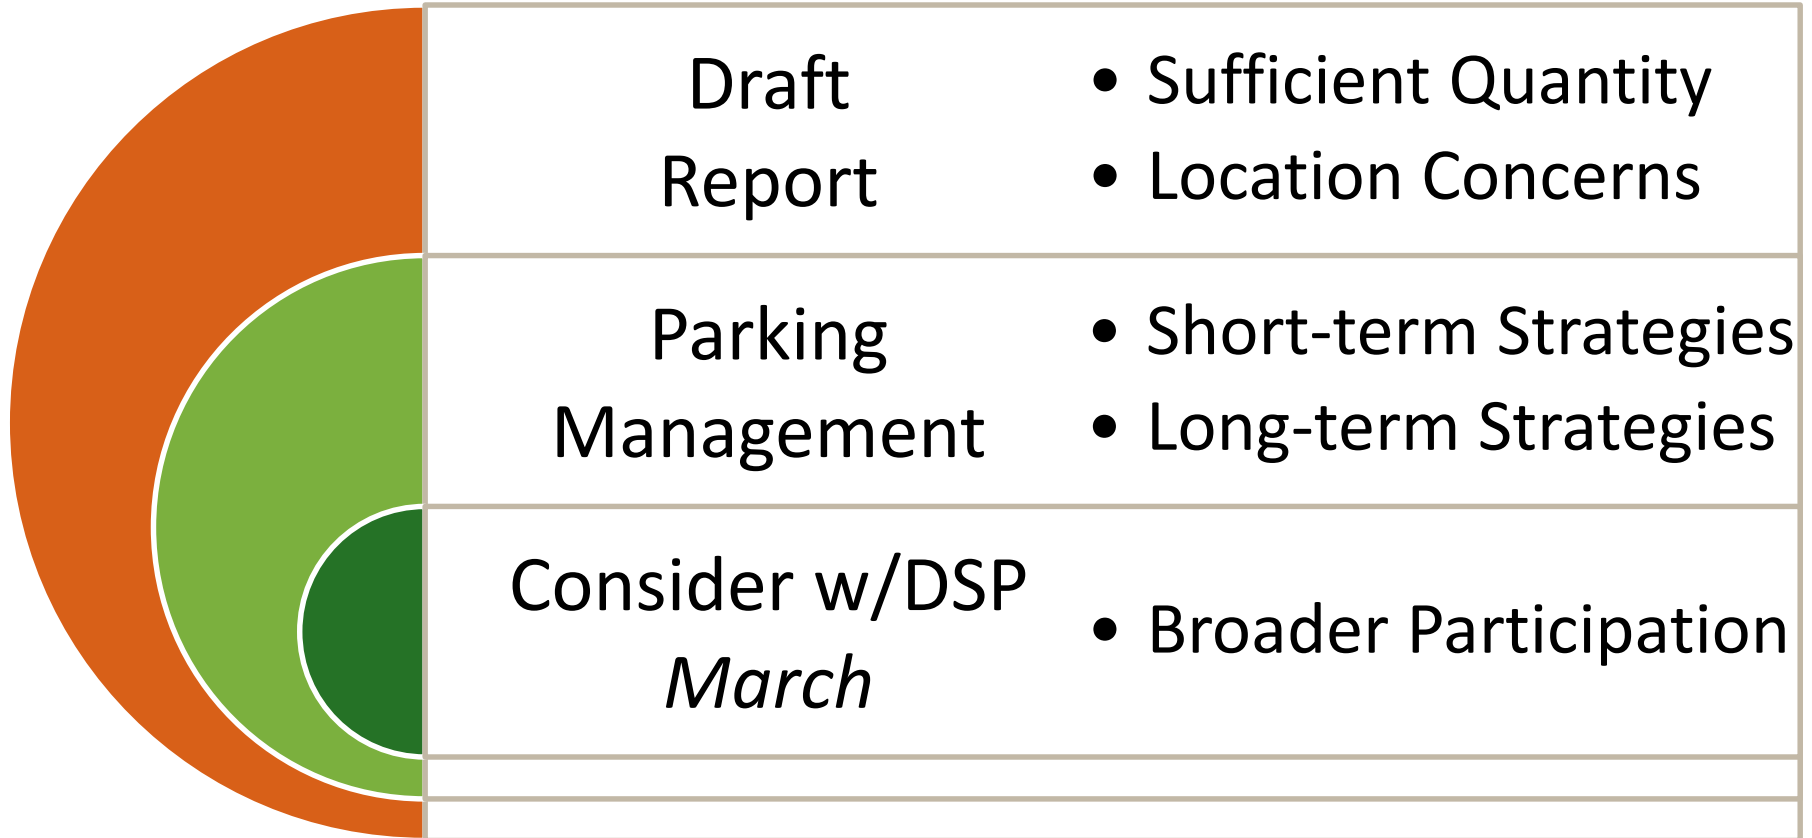 Draft
Report
• Sufficient Quantity
• Location Concerns
Parking
Management
• Short-term Strategies
• Long-term Strategies
Consider w/DSP
March
• Broader Participation